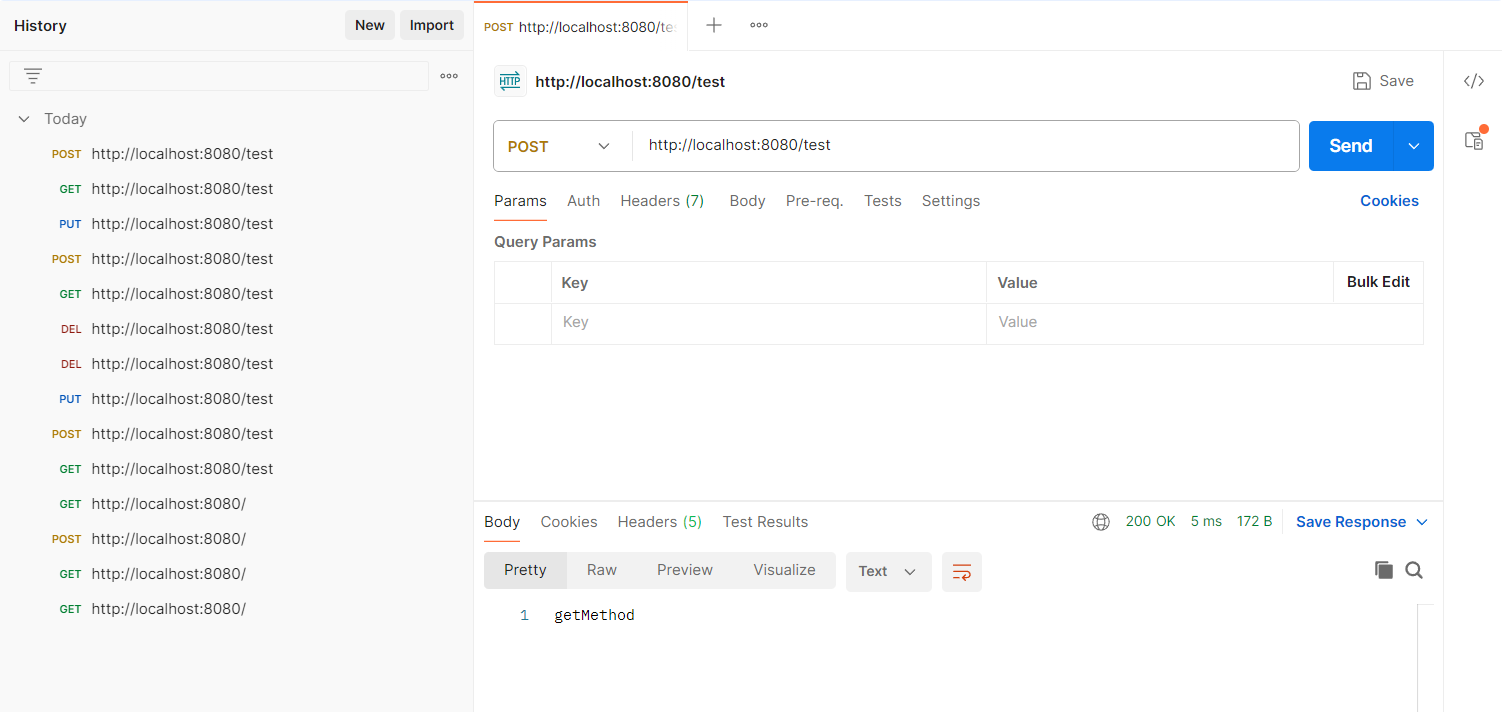 History
New
Import
Today
POST http://localhost:8080/test
GET http://localhost:8080/test
PUT http://localhost:8080/test
POST http://localhost:8080/test
GET http://localhost:8080/test
DEL http://localhost:8080/test
DEL http://localhost:8080/test
PUT http://localhost:8080/test
POST http://localhost:8080/test
GET http://localhost:8080/test
GET http://localhost:8080/
POST http://localhost:8080/
GET http://localhost:8080/
GET http://localhost:8080/
POST http://localhost:8080/tes
HTTP http://localhost:8080/test
Save
POST http://localhost:8080/test
Send
Params Auth Headers (7) Body Pre-req. Tests Settings Cookies
Query Params
Key Value Bulk Edit
Key Value
Body Cookies Headers (5) Test Results 200 OK 5 ms 172 B Save Response
Pretty Raw Preview Visualize Text
1 getMethod